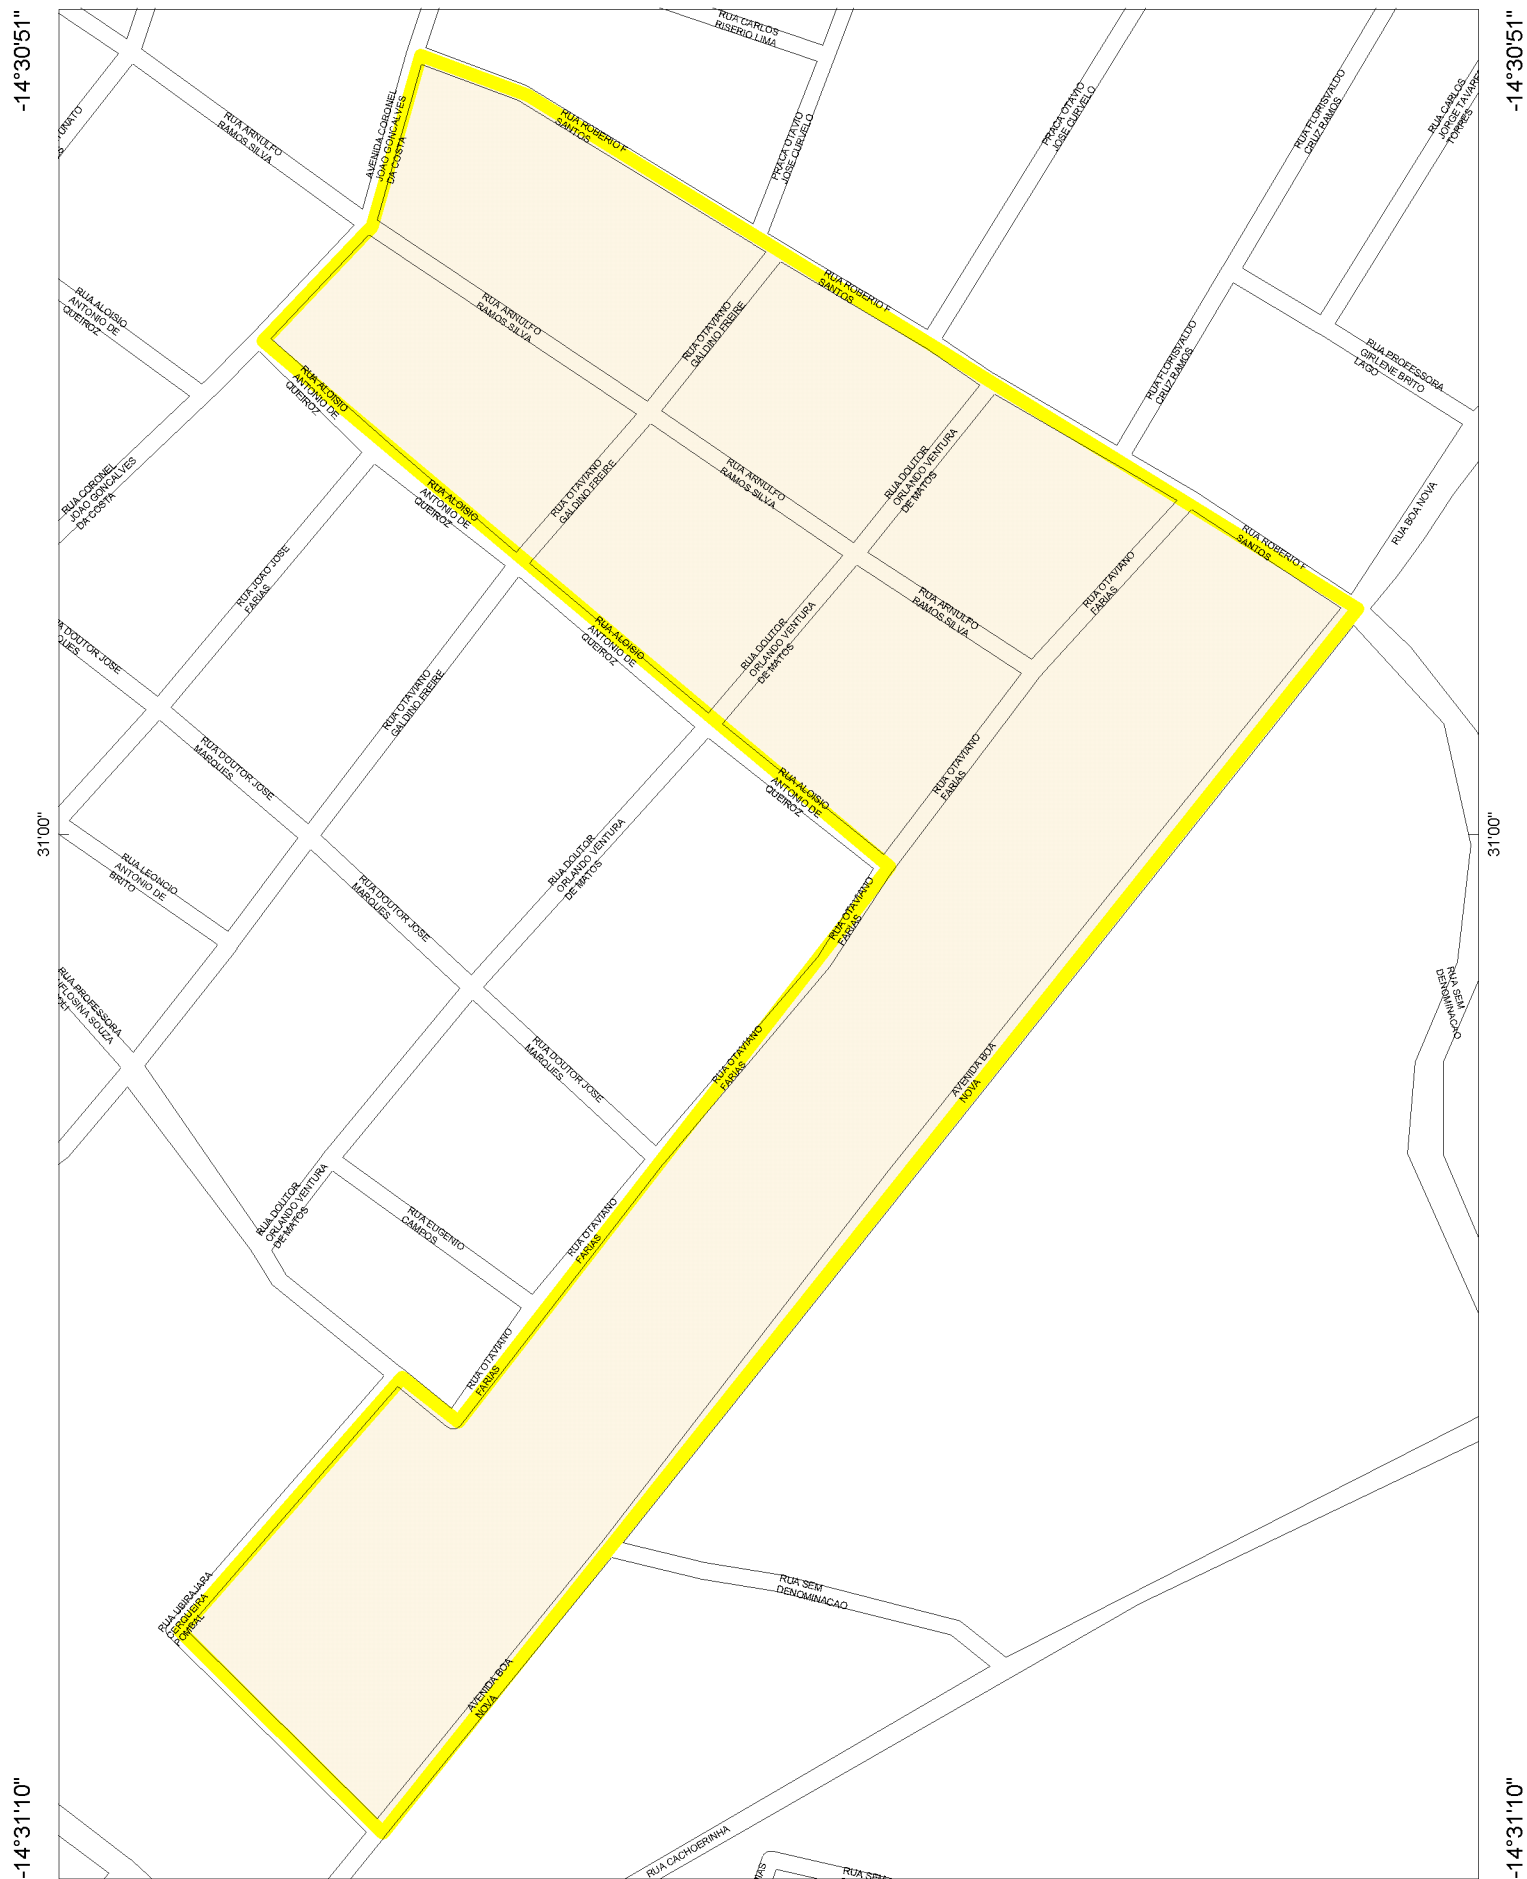 -14°30'51"
-14°30'51"
RUA CARLOS
RISERIO LIMA
AVENIDA CORONEL
JOAO GONCALVES
DA COSTA
RUA ARNULFO
RAMOS SILVA
RUA ROBERIO F
SANTOS
PRACA OTAVIO
JOSE CURVELO
PRACA OTAVIO
JOSE CURVELO
RUA FLORISVALDO
CRUZ RAMOS
RUA CARLOS
JORGE TAVARE
TORRES
RUA ALOISIO
ANTONIO DE
QUEIROZ
RUA ARNULFO
RAMOS SILVA
RUA OTAVIANO
GALDINO FREIRE
RUA ROBERIO F
SANTOS
RUA FLORISVALDO
CRUZ RAMOS
RUA PROFESSORA
GIRLENE BRITO
LAGO
RUA ALOISIO
ANTONIO DE
QUEIROZ
RUA CORONEL
JOAO GONCALVES
DA COSTA
RUA ALOISIO
ANTONIO DE
QUEIROZ
RUA OTAVIANO
GALDINO FREIRE
RUA ARNULFO
RAMOS SILVA
RUA DOUTOR
ORLANDO VENTURA
DE MATOS
RUA ROBERIO F
SANTOS
RUA BOA NOVA
RUA JOAO JOSE
FARIAS
RUA OTAVIANO
FARIAS
RUA ARNULFO
RAMOS SILVA
RUA ALOISIO
ANTONIO DE
QUEIROZ
RUA DOUTOR
ORLANDO VENTURA
DE MATOS
A DOUTOR JOSE
QUES
RUA OTAVIANO
GALDINO FREIRE
RUA DOUTOR JOSE
MARQUES
RUA ALOISIO
ANTONIO DE
QUEIROZ
RUA OTAVIANO
FARIAS
31'00"
31'00"
RUA LEONCIO
ANTONIO DE
BRITO
RUA DOUTOR
ORLANDO VENTURA
DE MATOS
RUA DOUTOR JOSE
MARQUES
RUA OTAVIANO
FARIAS
RUA PROFESSORA
FLOSINA SOUZA
RUA SEM
DENOMINACAO
RUA DOUTOR JOSE
MARQUES
RUA OTAVIANO
FARIAS
AVENIDA BOA
NOVA
RUA DOUTOR
ORLANDO VENTURA
DE MATOS
RUA EUGENIO
CAMPOS
RUA OTAVIANO
FARIAS
RUA OTAVIANO
FARIAS
RUA UBIRAJARA
CERQUEIRA
POMBAL
RUA SEM
DENOMINACAO
AVENIDA BOA
NOVA
RUA CACHOERINHA
-14°31'10"
-14°31'10"